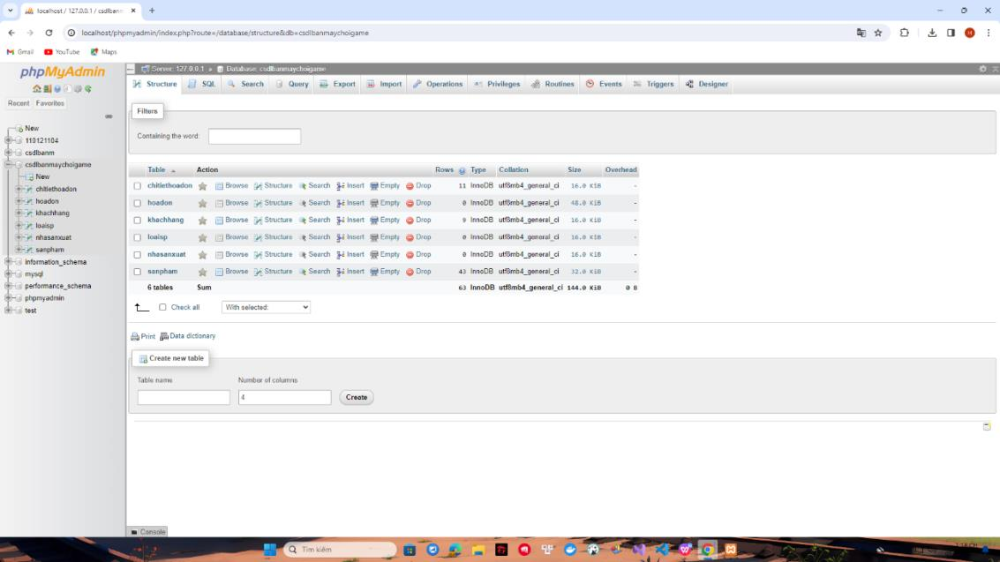 localhost / 127.0.0.1 / csdlbanm
localhost/phpmyadmin/index.php?route=/database/structure&db=csdlbanmaychoigame
Gmail YouTube Maps
phpMyAdmin
Recent Favorites
New
110121104
csdlbanm
csdlbanmaychoigame
New
chitiethoadon
hoadon
khachhang
loaisp
nhasanxuat
sanpham
information_schema
mysql
performance_schema
phpmyadmin
test
Server: 127.0.0.1 » Database: csdlbanmaychoigame
Structure SQL Search Query Export Import Operations Privileges Routines Events Triggers Designer
Filters
Containing the word:
Table Action Rows Type Collation Size Overhead
chitiethoadon Browse Structure Search Insert Empty Drop 11 InnoDB utf8mb4_general_ci 16.0 KiB -
hoadon Browse Structure Search Insert Empty Drop 0 InnoDB utf8mb4_general_ci 48.0 KiB -
khachhang Browse Structure Search Insert Empty Drop 9 InnoDB utf8mb4_general_ci 16.0 KiB -
loaisp Browse Structure Search Insert Empty Drop 0 InnoDB utf8mb4_general_ci 16.0 KiB -
nhasanxuat Browse Structure Search Insert Empty Drop 0 InnoDB utf8mb4_general_ci 16.0 KiB -
sanpham Browse Structure Search Insert Empty Drop 43 InnoDB utf8mb4_general_ci 32.0 KiB -
6 tables Sum 63 InnoDB utf8mb4_general_ci 144.0 KiB 0 B
Check all With selected:
Print Data dictionary
Create new table
Table name Number of columns
4 Create
Console
Tìm kiếm